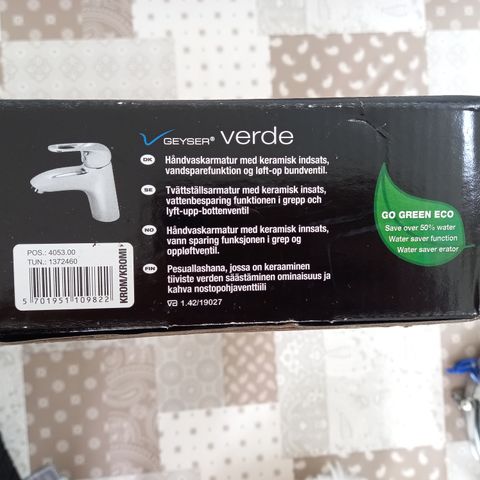 GEYSER® verde
DK Håndvaskarmatur med keramisk indsats,
vandsparefunktion og løft-op bundventil.
SE Tvättställsarmatur med keramisk insats,
vattenbesparing funktionen i grepp och
lyft-upp-bottenventil
NO Håndvaskarmatur med keramisk innsats,
vann sparing funksjonen i grep og
oppløftventil.
FIN Pesuallashana, jossa on keraaminen
tiiviste verden säästäminen ominaisuus ja
kahva nostopohjaventtiili
VA 1.42/19027
GO GREEN ECO
Save over 50% water
Water saver function
Water saver erator
POS.: 4053.00
TUN.: 1372460
5 701951 109822
KROM/KROMI